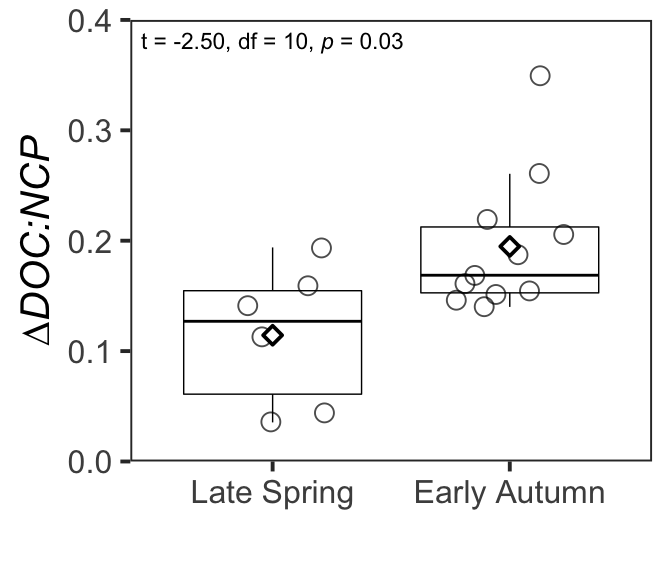 0.4
t = -2.50, df = 10, p = 0.03
0.3
ΔDOC:NCP
0.2
0.1
0.0
Late Spring
Early Autumn